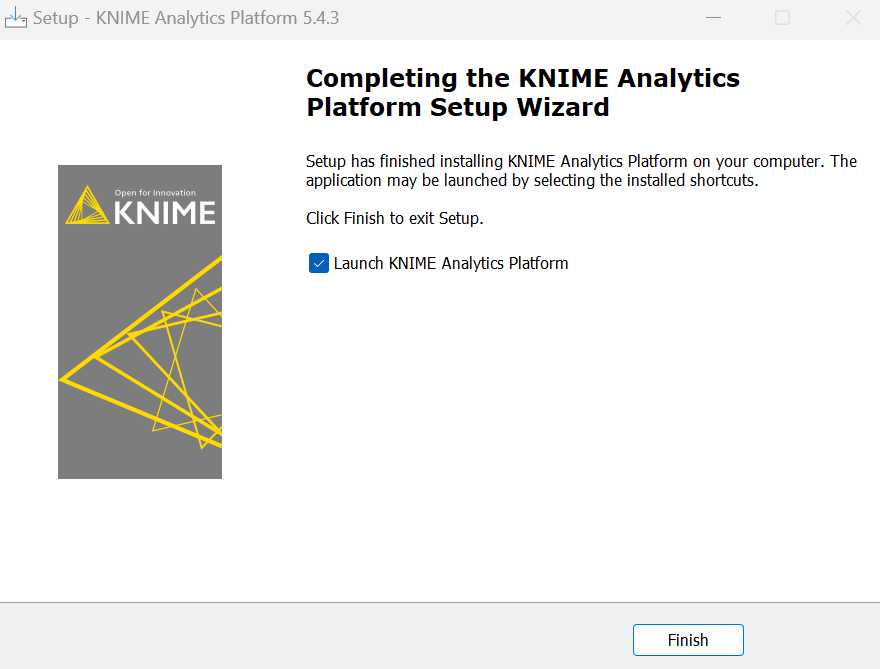 Setup - KNIME Analytics Platform 5.4.3
Completing the KNIME Analytics
Platform Setup Wizard
Setup has finished installing KNIME Analytics Platform on your computer. The
application may be launched by selecting the installed shortcuts.
Click Finish to exit Setup.
Launch KNIME Analytics Platform
Open for Innovation
KNIME
Finish